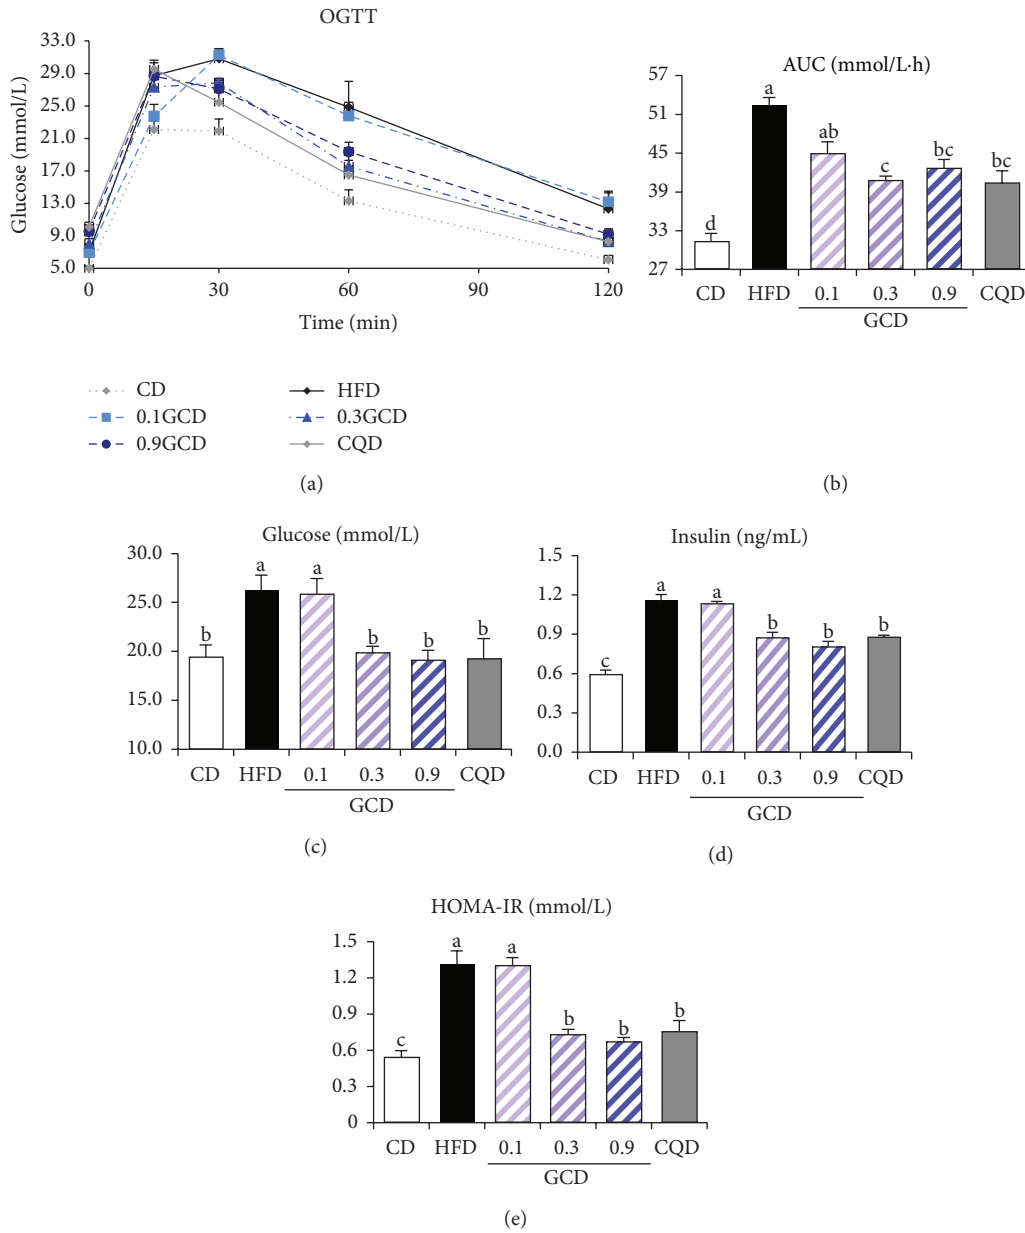 OGTT
Glucose (mmol/L)
33.0
29.0
25.0
21.0
17.0
13.0
9.0
5.0
0 30 60 90 120
Time (min)
CD HFD
0.1GCD 0.3GCD
0.9GCD CQD
(a)
AUC (mmol/L·h)
57
51
45
39
33
27
d a ab c bc bc
CD HFD 0.1 0.3 0.9 CQD
GCD
(b)
Glucose (mmol/L)
30.0
25.0
20.0
15.0
10.0
b a a b b b
CD HFD 0.1 0.3 0.9 CQD
GCD
(c)
Insulin (ng/mL)
1.5
1.2
0.9
0.6
0.3
0.0
c a a b b b
CD HFD 0.1 0.3 0.9 CQD
GCD
(d)
HOMA-IR (mmol/L)
1.5
1.2
0.9
0.6
0.3
0
c a a b b b
CD HFD 0.1 0.3 0.9 CQD
GCD
(e)